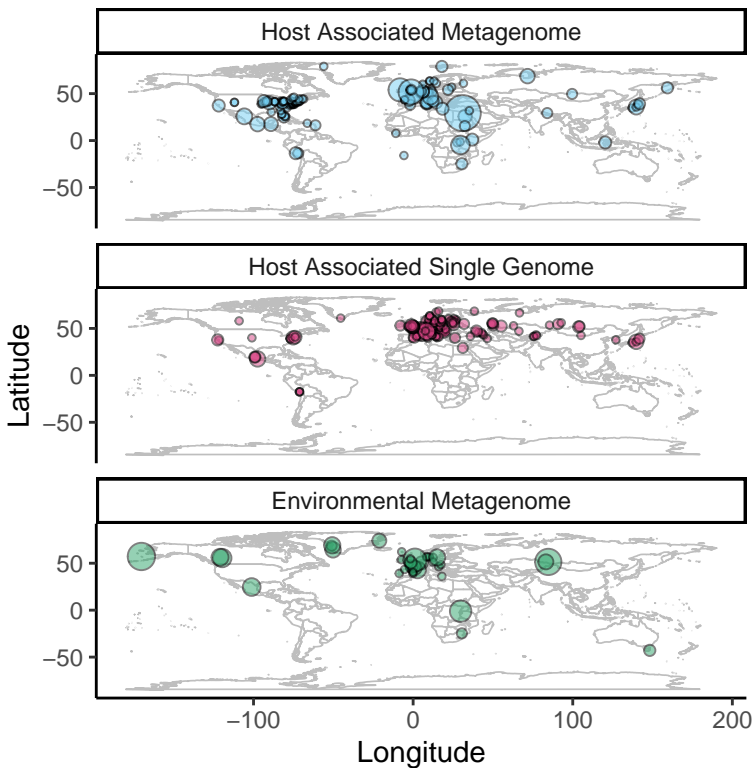 Host Associated Metagenome
50
0
−50
Host Associated Single Genome
50
0
−50
Latitude
Environmental Metagenome
50
0
−50
−100 0 100 200
Longitude